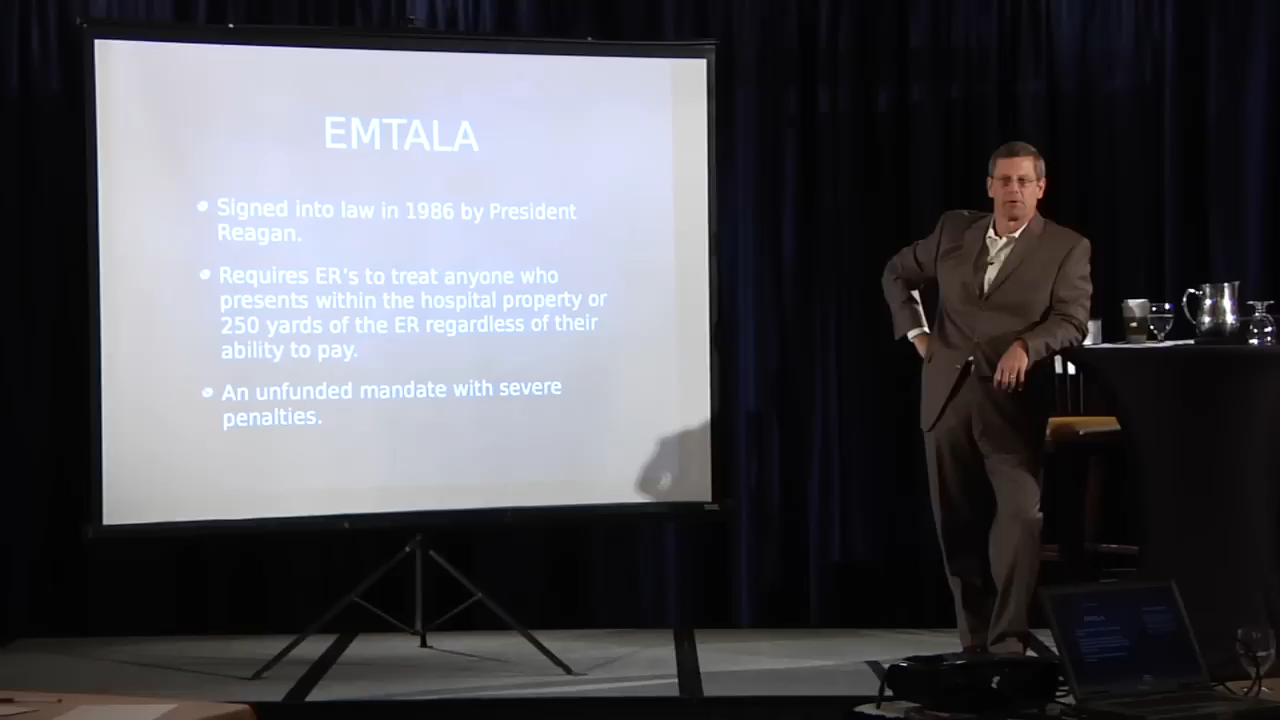 EMTALA
Signed into law in 1986 by President
Reagan.
Requires ER's to treat anyone who
presents within the hospital property or
250 yards of the ER regardless of their
ability to pay.
An unfunded mandate with severe
penalties.